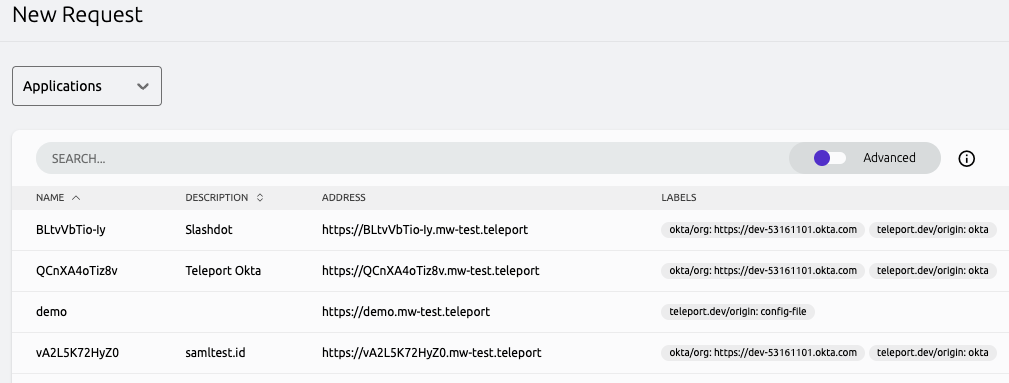 New Request
Applications
SEARCH...
Advanced
NAME DESCRIPTION ADDRESS LABELS
BLtvVbTio-Iy Slashdot https://BLtvVbTio-Iy.mw-test.teleport okta/org: https://dev-53161101.okta.com teleport.dev/origin: okta
QCnXA4oTiz8v Teleport Okta https://QCnXA4oTiz8v.mw-test.teleport okta/org: https://dev-53161101.okta.com teleport.dev/origin: okta
demo https://demo.mw-test.teleport teleport.dev/origin: config-file
vA2L5K72HyZ0 samltest.id https://vA2L5K72HyZ0.mw-test.teleport okta/org: https://dev-53161101.okta.com teleport.dev/origin: okta